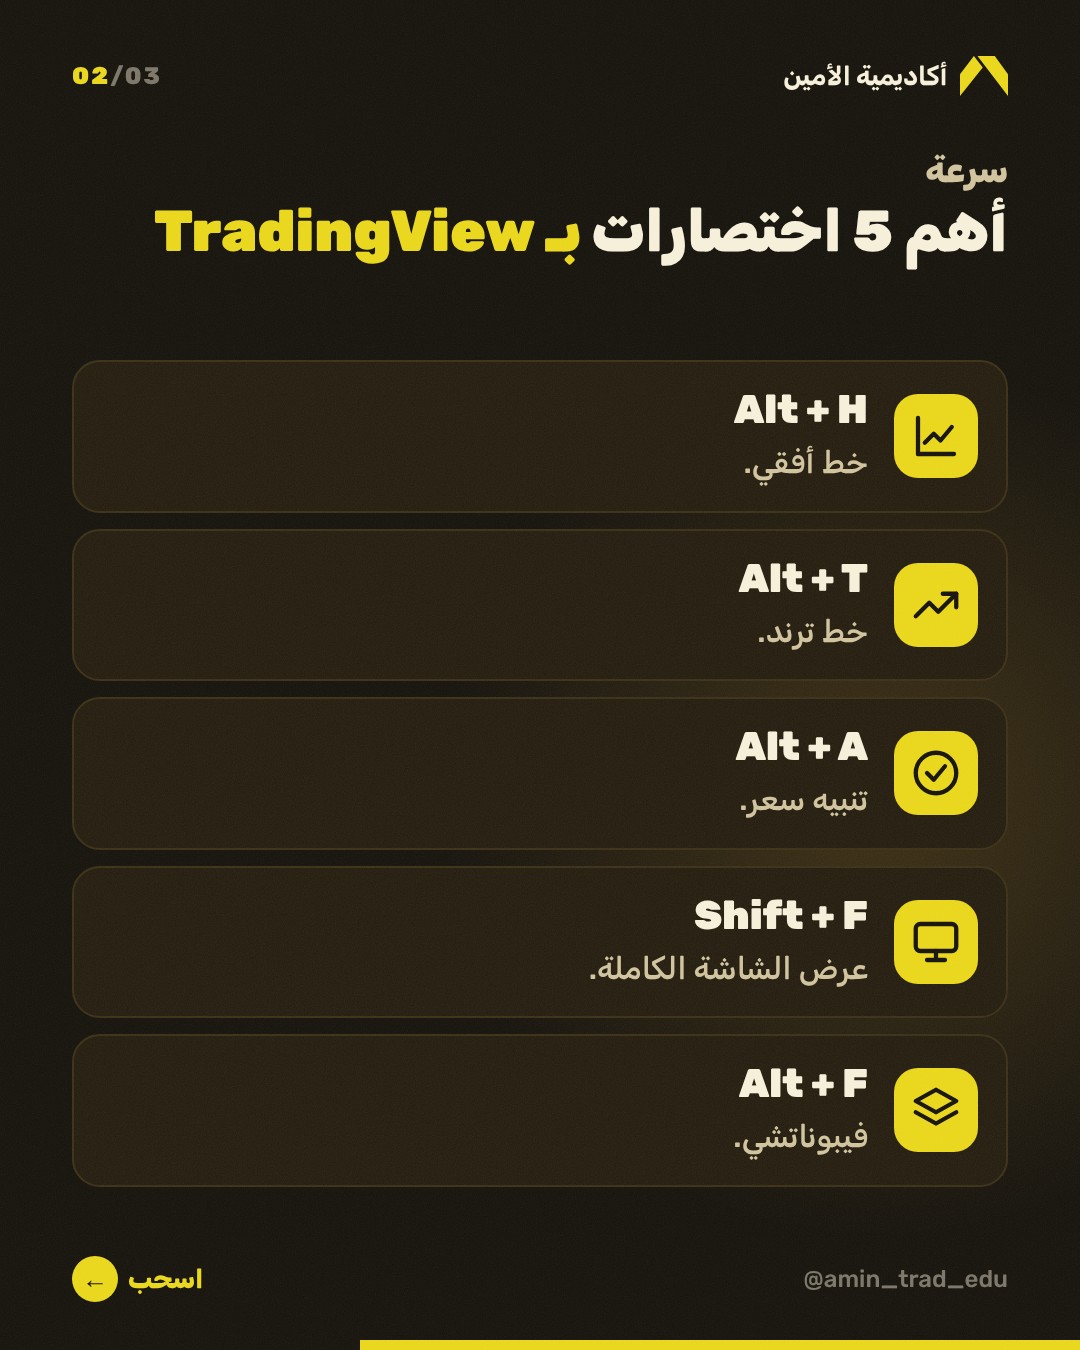 أكاديمية الأمين
02/03
سرعة
أهم 5 اختصارات بـ TradingView
Alt + H
خط أفقي.
Alt + T
خط ترند.
Alt + A
تنبيه سعر.
Shift + F
عرض الشاشة الكاملة.
Alt + F
فيبوناتشي.
@amin_trad_edu
اسحب ←